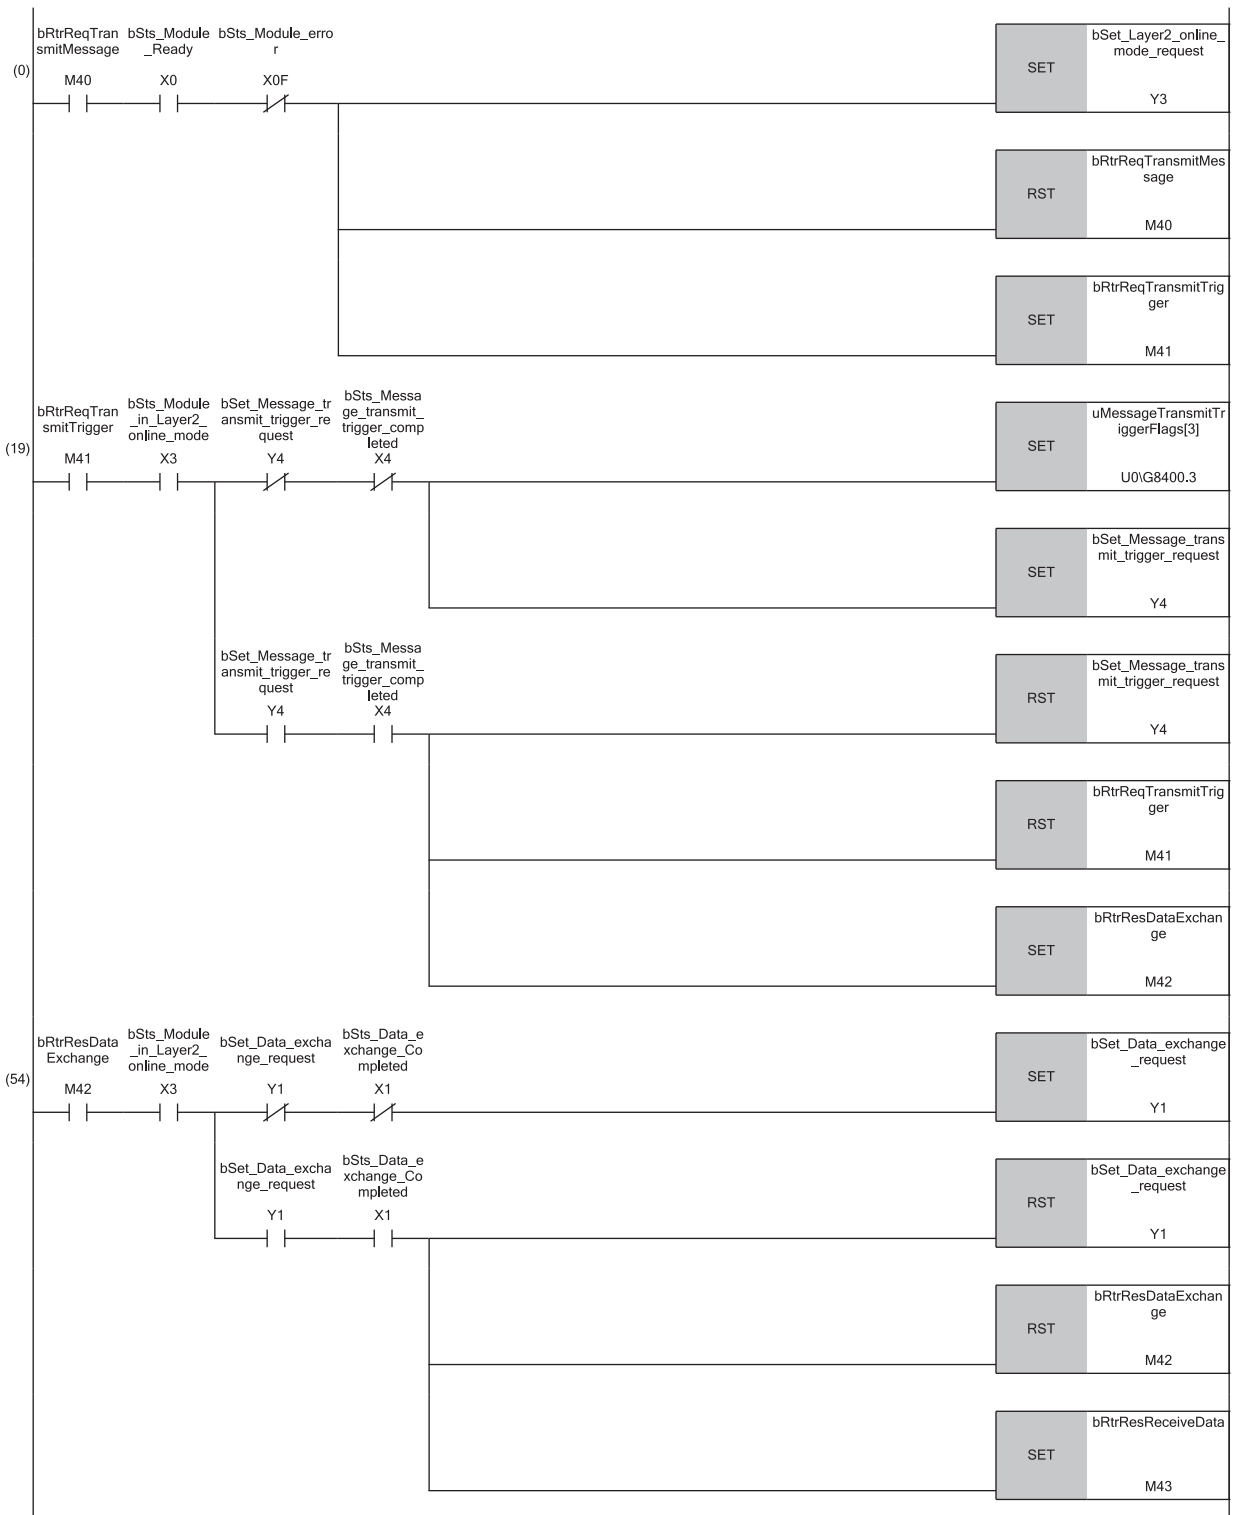 bRtrReqTran
smitMessage
bSts_Module
_Ready
bSts_Module_erro
r
(0)
M40
X0
X0F
SET
bSet_Layer2_online_
mode_request
Y3
RST
bRtrReqTransmitMes
sage
M40
SET
bRtrReqTransmitTrig
ger
M41
bRtrReqTran
smitTrigger
bSts_Module
_in_Layer2_
online_mode
bSet_Message_tr
ansmit_trigger_re
quest
bSts_Messa
ge_transmit_
trigger_comp
leted
(19)
M41
X3
Y4
X4
SET
uMessageTransmitTr
iggerFlags[3]
U0\G8400.3
SET
bSet_Message_trans
mit_trigger_request
Y4
bSet_Message_tr
ansmit_trigger_re
quest
bSts_Messa
ge_transmit_
trigger_comp
leted
Y4
X4
RST
bSet_Message_trans
mit_trigger_request
Y4
RST
bRtrReqTransmitTrig
ger
M41
SET
bRtrResDataExchan
ge
M42
bRtrResData
Exchange
bSts_Module
_in_Layer2_
online_mode
bSet_Data_excha
nge_request
bSts_Data_e
xchange_Co
mpleted
(54)
M42
X3
Y1
X1
SET
bSet_Data_exchange
_request
Y1
bSet_Data_excha
nge_request
bSts_Data_e
xchange_Co
mpleted
Y1
X1
RST
bSet_Data_exchange
_request
Y1
RST
bRtrResDataExchan
ge
M42
SET
bRtrResReceiveData
M43